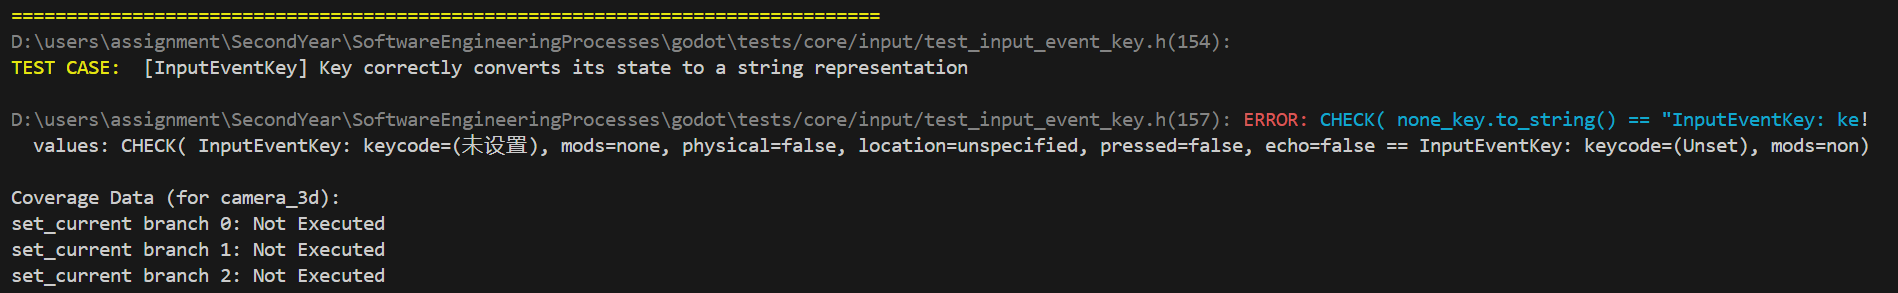 ==============================================================================
D:\users\assignment\SecondYear\SoftwareEngineeringProcesses\godot\tests/core/input/test_input_event_key.h(154):
TEST CASE:  [InputEventKey] Key correctly converts its state to a string representation
D:\users\assignment\SecondYear\SoftwareEngineeringProcesses\godot\tests/core/input/test_input_event_key.h(157): ERROR: CHECK( none_key.to_string() == "InputEventKey: ke!
  values: CHECK( InputEventKey: keycode=(未设置), mods=none, physical=false, location=unspecified, pressed=false, echo=false == InputEventKey: keycode=(Unset), mods=non)
Coverage Data (for camera_3d):
set_current branch 0: Not Executed
set_current branch 1: Not Executed
set_current branch 2: Not Executed